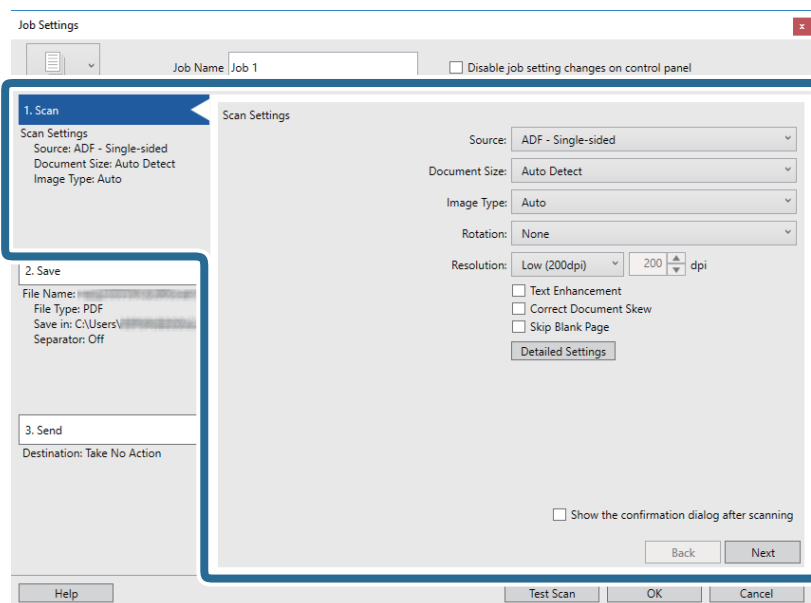 Job Settings
x
Job Name Job 1
Disable job setting changes on control panel
1. Scan
Scan Settings
Source: ADF - Single-sided
Document Size: Auto Detect
Image Type: Auto
2. Save
File Name:
File Type: PDF
Save in: C:\Users\
Separator: Off
3. Send
Destination: Take No Action
Scan Settings
Source: ADF - Single-sided
Document Size: Auto Detect
Image Type: Auto
Rotation: None
Resolution: Low (200dpi) 200 dpi
Text Enhancement
Correct Document Skew
Skip Blank Page
Detailed Settings
Show the confirmation dialog after scanning
Back Next
Help Test Scan OK Cancel